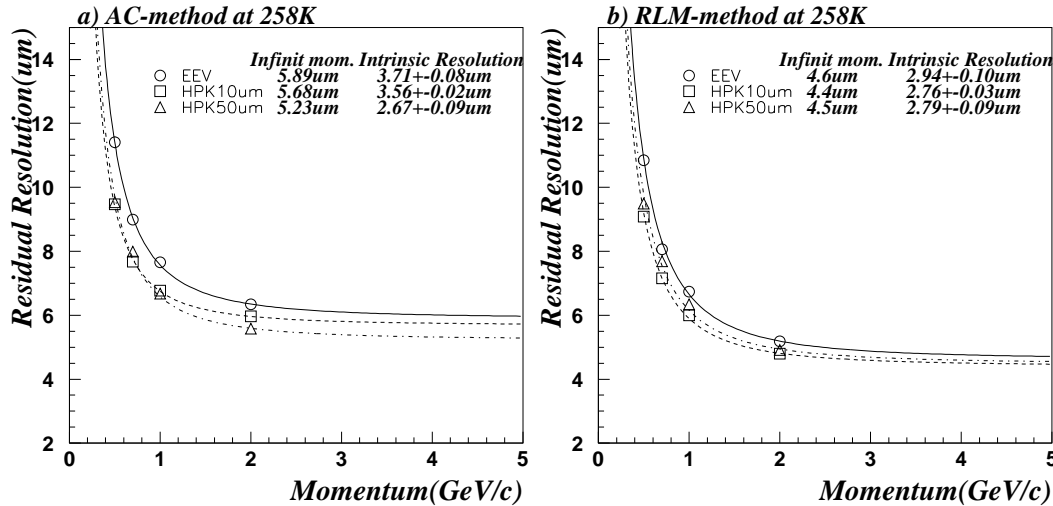 a) AC-method at 258K
Residual Resolution(um)
14
12
10
8
6
4
2
Infinit mom. Intrinsic Resolution
EEV 5.89um 3.71+-0.08um
HPK10um 5.68um 3.56+-0.02um
HPK50um 5.23um 2.67+-0.09um
0 1 2 3 4 5
Momentum(GeV/c)
b) RLM-method at 258K
Residual Resolution(um)
14
12
10
8
6
4
2
Infinit mom. Intrinsic Resolution
EEV 4.6um 2.94+-0.10um
HPK10um 4.4um 2.76+-0.03um
HPK50um 4.5um 2.79+-0.09um
0 1 2 3 4 5
Momentum(GeV/c)